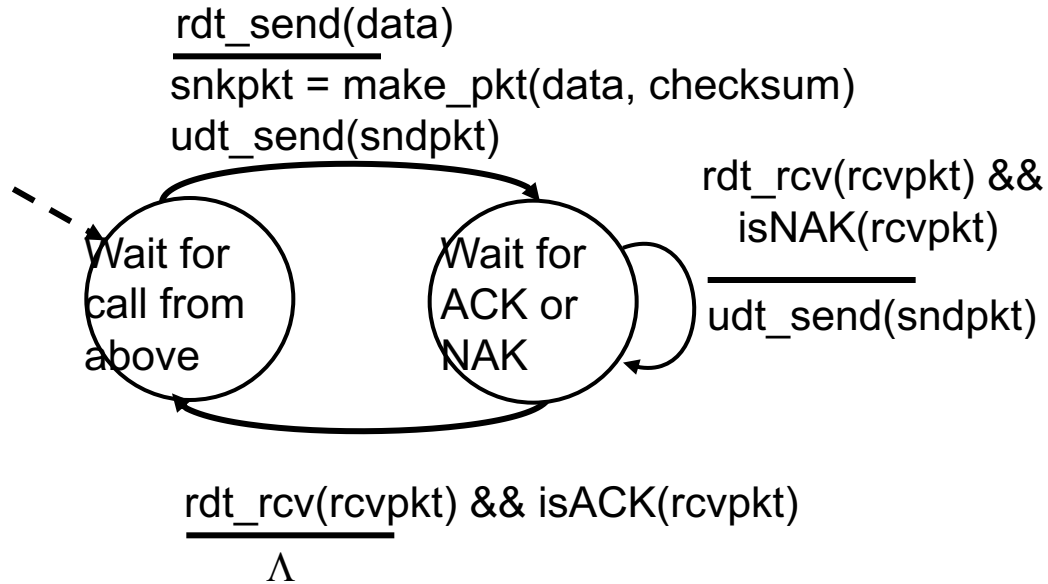 rdt_send(data)
snkpkt = make_pkt(data, checksum)
udt_send(sndpkt)
rdt_rcv(rcvpkt) &&
isNAK(rcvpkt)
udt_send(sndpkt)
Wait for
call from
above
Wait for
ACK or
NAK
rdt_rcv(rcvpkt) && isACK(rcvpkt)
Λ